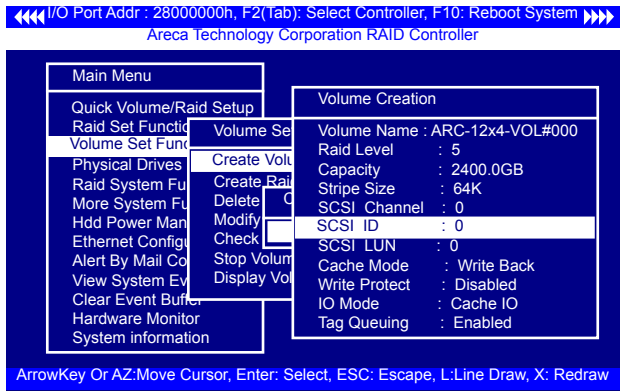 I/O Port Addr : 28000000h, F2(Tab): Select Controller, F10: Reboot System
Areca Technology Corporation RAID Controller
Main Menu
Quick Volume/Raid Setup
Raid Set Functio
Volume Set Func
Physical Drives
Raid System Fu
More System Fu
Hdd Power Man
Ethernet Configu
Alert By Mail Co
View System Ev
Clear Event Buffer
Hardware Monitor
System information
Volume Se
Create Volu
Create Rai
Delete
Modify
Check
Stop Volum
Display Vol
C
Volume Creation
Volume Name : ARC-12x4-VOL#000
Raid Level : 5
Capacity : 2400.0GB
Stripe Size : 64K
SCSI Channel : 0
SCSI ID : 0
SCSI LUN : 0
Cache Mode : Write Back
Write Protect : Disabled
IO Mode : Cache IO
Tag Queuing : Enabled
ArrowKey Or AZ:Move Cursor, Enter: Select, ESC: Escape, L:Line Draw, X: Redraw